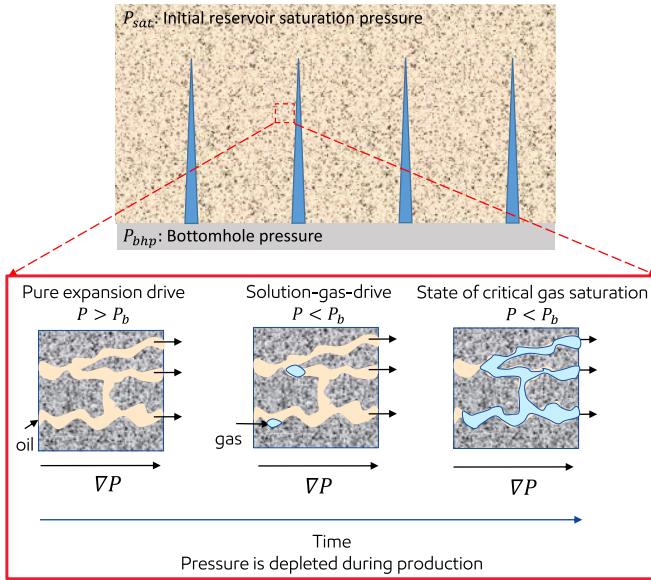 P_sat: Initial reservoir saturation pressure
P_bhp: Bottomhole pressure
Pure expansion drive
P > P_b
Solution-gas-drive
P < P_b
State of critical gas saturation
P < P_b
oil
gas
∇P
∇P
∇P
Time
Pressure is depleted during production